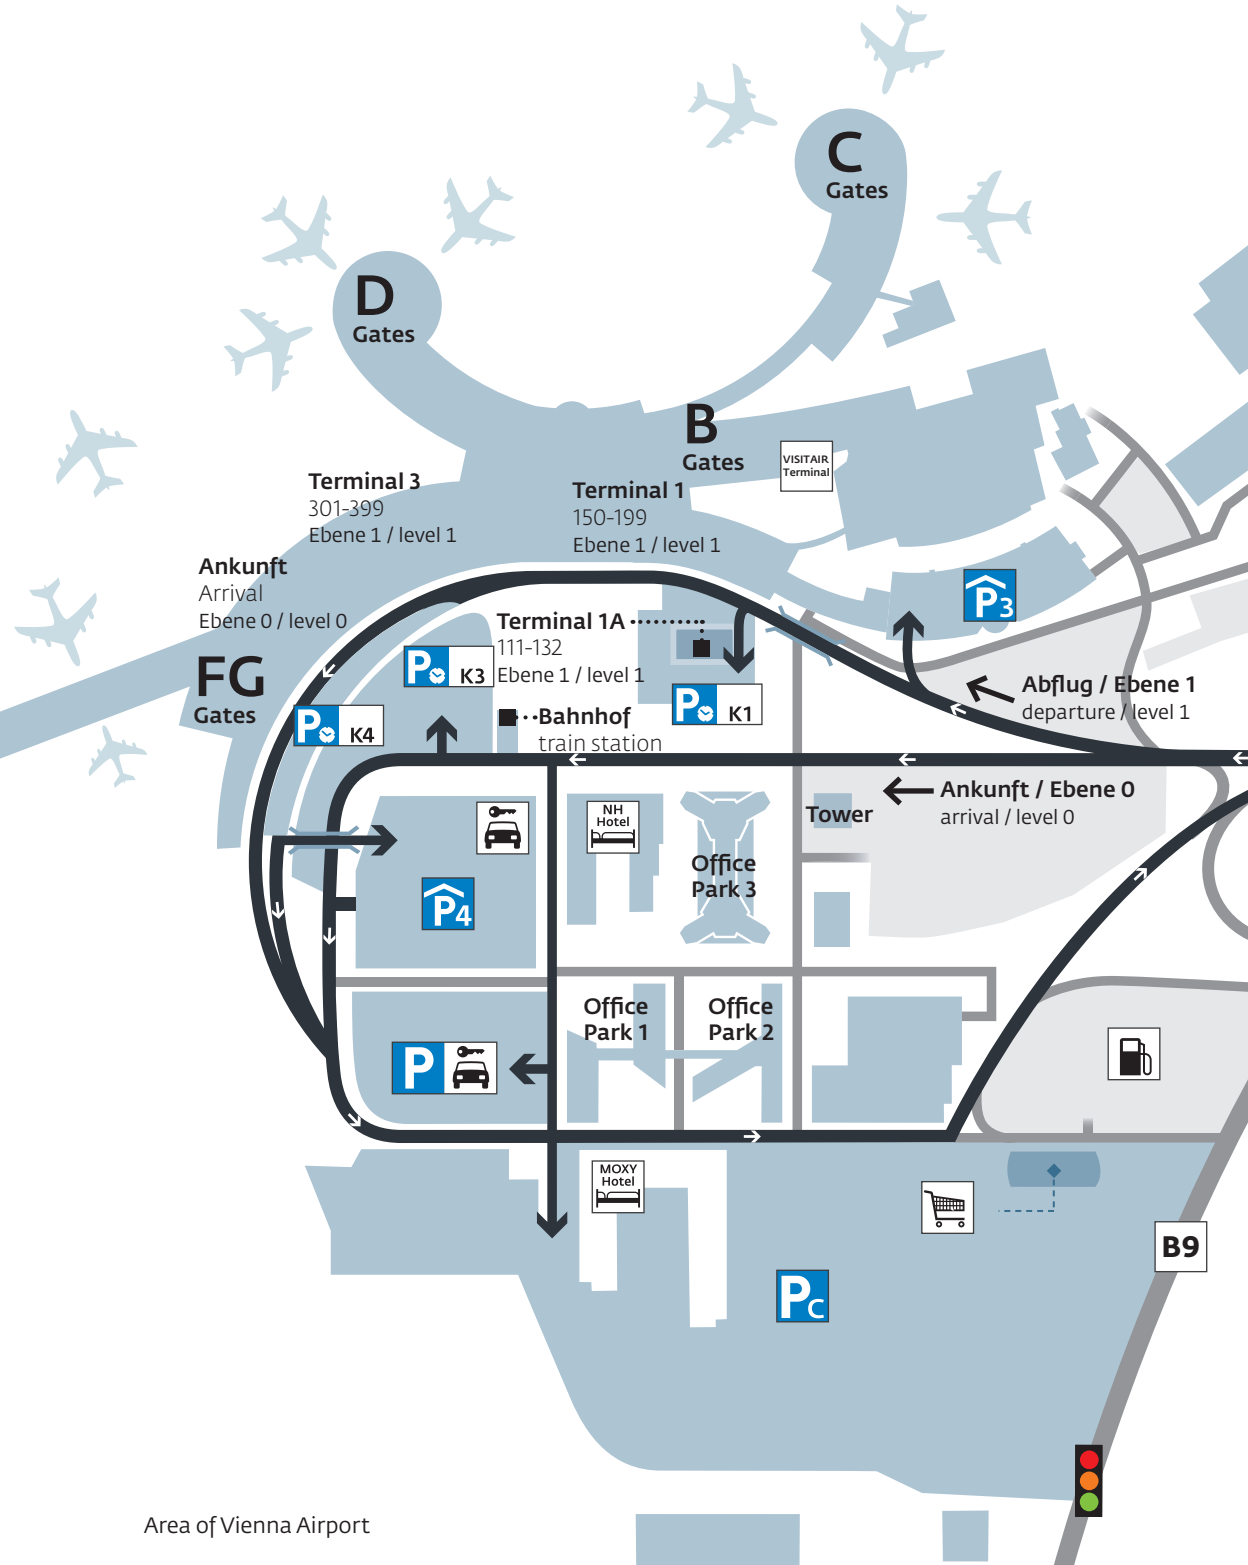 C
Gates
D
Gates
B
Gates
VISITAIR
Terminal
Terminal 3
301-399
Ebene 1 / level 1
Terminal 1
150-199
Ebene 1 / level 1
Ankunft
Arrival
Ebene 0 / level 0
P3
Terminal 1A
111-132
Ebene 1 / level 1
FG
Gates
P K3
P K4
P K1
Bahnhof
train station
Abflug / Ebene 1
departure / level 1
Ankunft / Ebene 0
arrival / level 0
Tower
NH
Hotel
Office
Park 3
P4
Office
Park 1
Office
Park 2
P
MOXY
Hotel
B9
PC
Area of Vienna Airport